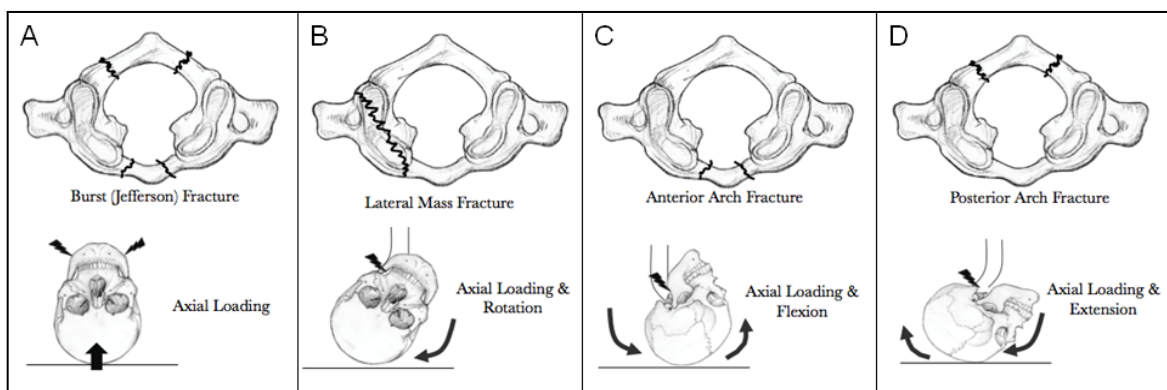 A
B
C
D
Burst (Jefferson) Fracture
Lateral Mass Fracture
Anterior Arch Fracture
Posterior Arch Fracture
Axial Loading
Axial Loading &
Rotation
Axial Loading &
Flexion
Axial Loading &
Extension